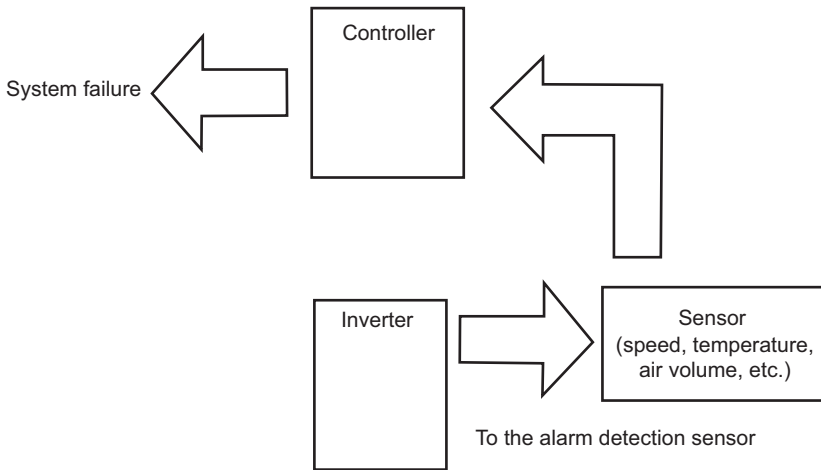 Controller
System failure
Inverter
Sensor
(speed, temperature,
air volume, etc.)
To the alarm detection sensor